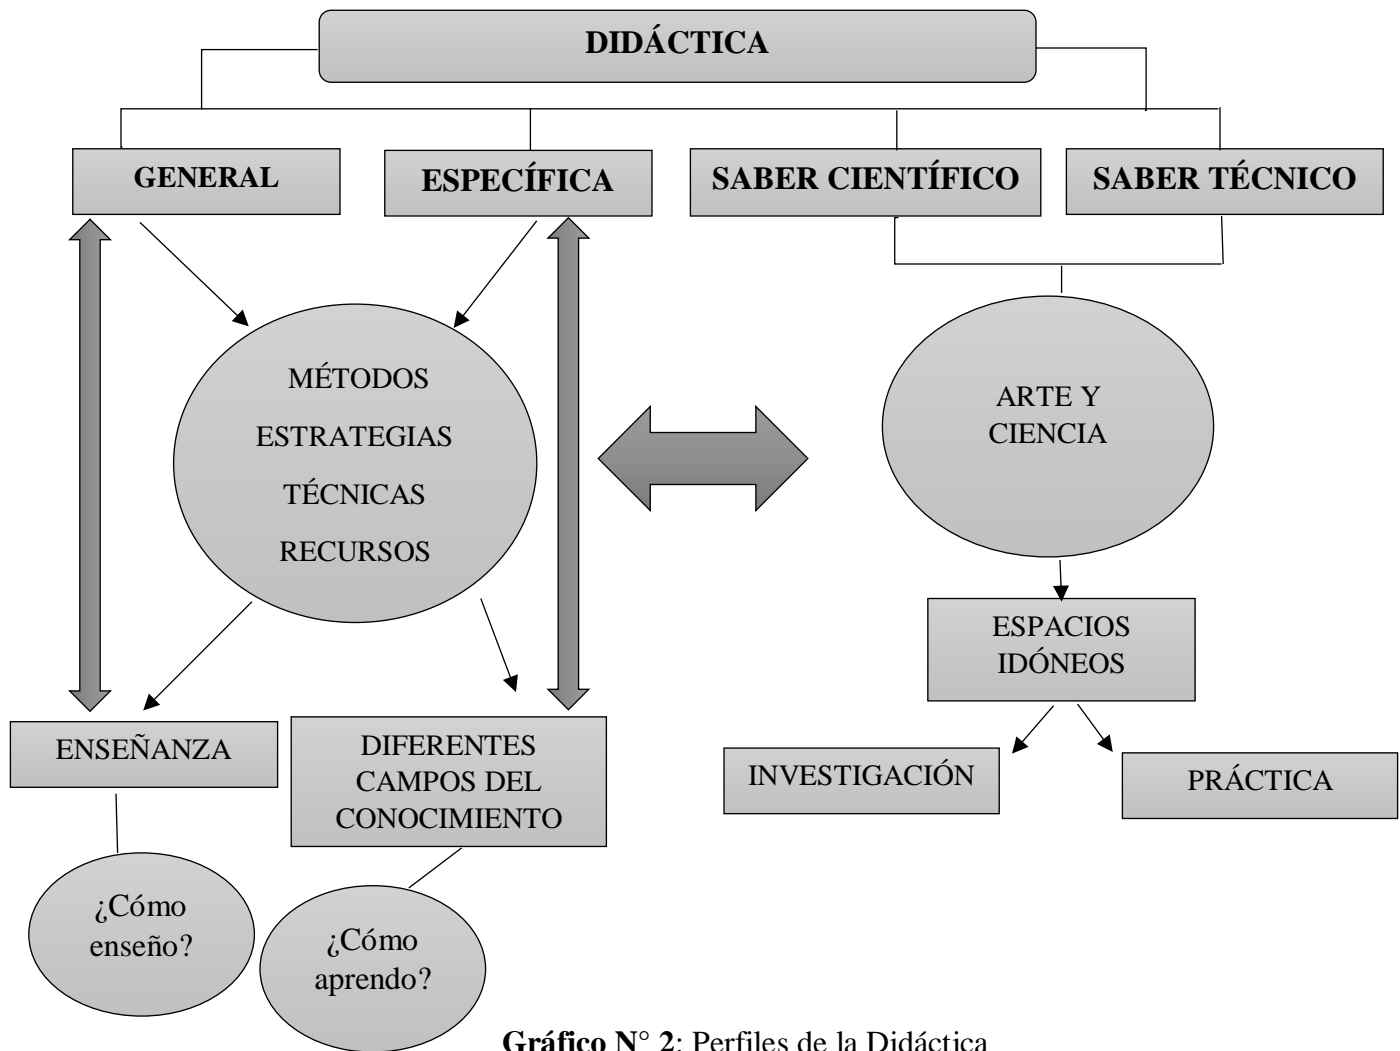 DIDÁCTICA
GENERAL
ESPECÍFICA
SABER CIENTÍFICO
SABER TÉCNICO
MÉTODOS
ESTRATEGIAS
TÉCNICAS
RECURSOS
ARTE Y
CIENCIA
ESPACIOS
IDÓNEOS
ENSEÑANZA
DIFERENTES
CAMPOS DEL
CONOCIMIENTO
INVESTIGACIÓN
PRÁCTICA
¿Cómo
enseño?
¿Cómo
aprendo?
Gráfico N° 2: Perfiles de la Didáctica